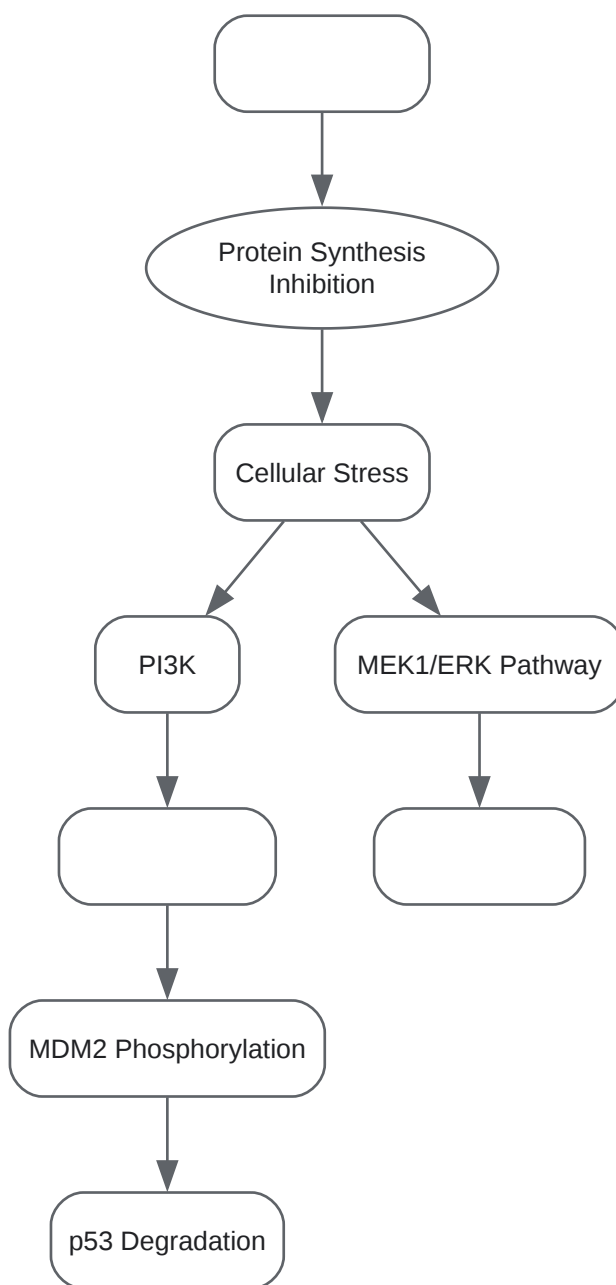 Protein Synthesis
Inhibition
Cellular Stress
PI3K
MEK1/ERK Pathway
MDM2 Phosphorylation
p53 Degradation